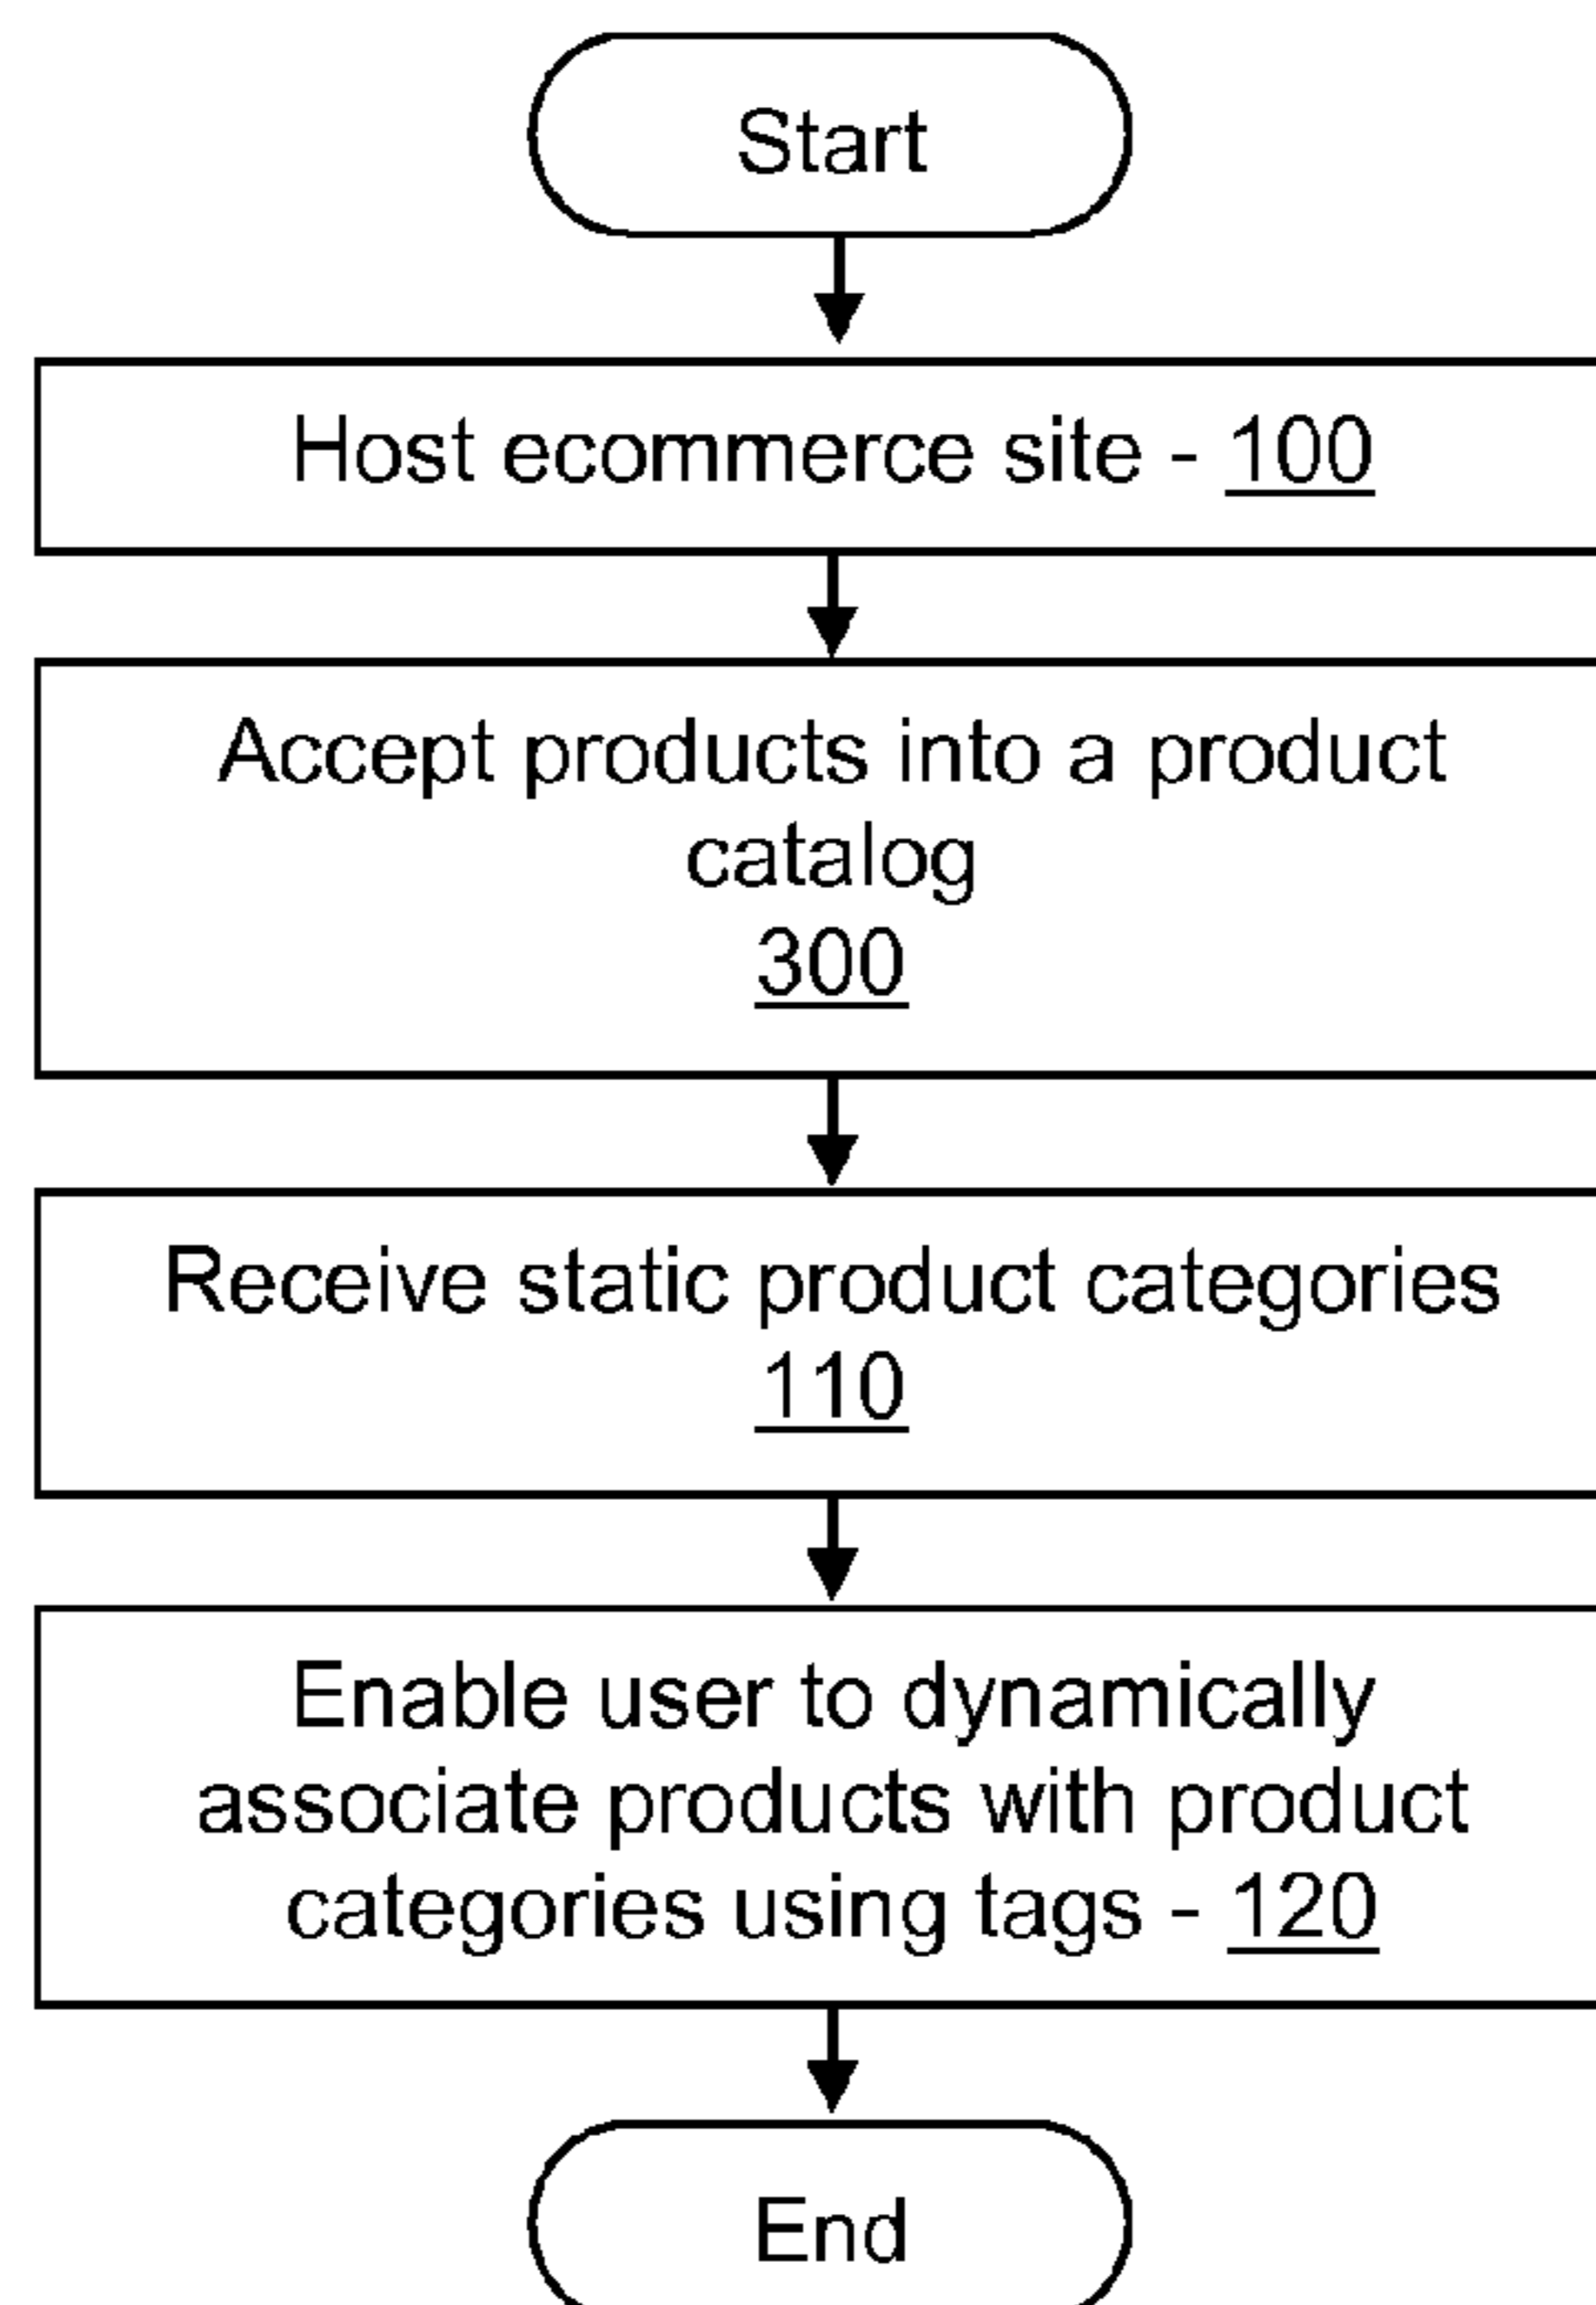 Start
Host ecommerce site - 100
Accept products into a product
catalog
300
Receive static product categories
110
Enable user to dynamically
associate products with product
categories using tags - 120
End